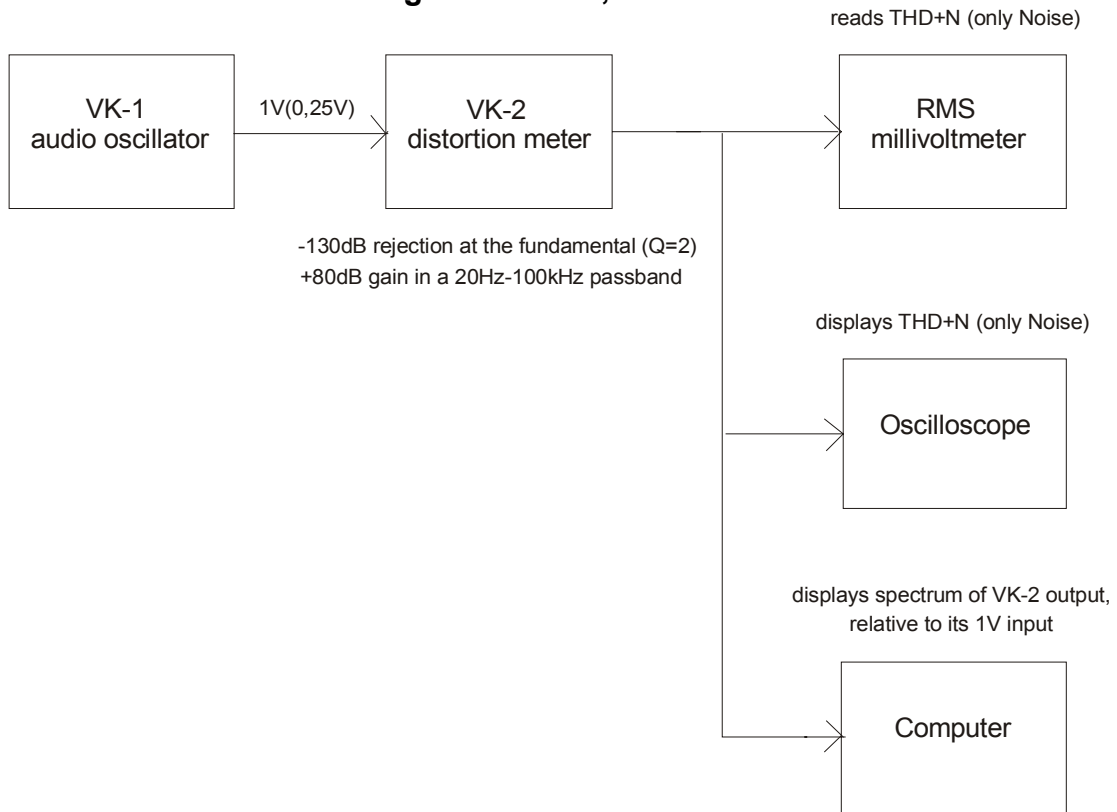 reads THD+N (only Noise)
VK-1
audio oscillator
1V(0,25V)
VK-2
distortion meter
RMS
millivoltmeter
-130dB rejection at the fundamental (Q=2)
+80dB gain in a 20Hz-100kHz passband
displays THD+N (only Noise)
Oscilloscope
displays spectrum of VK-2 output,
relative to its 1V input
Computer